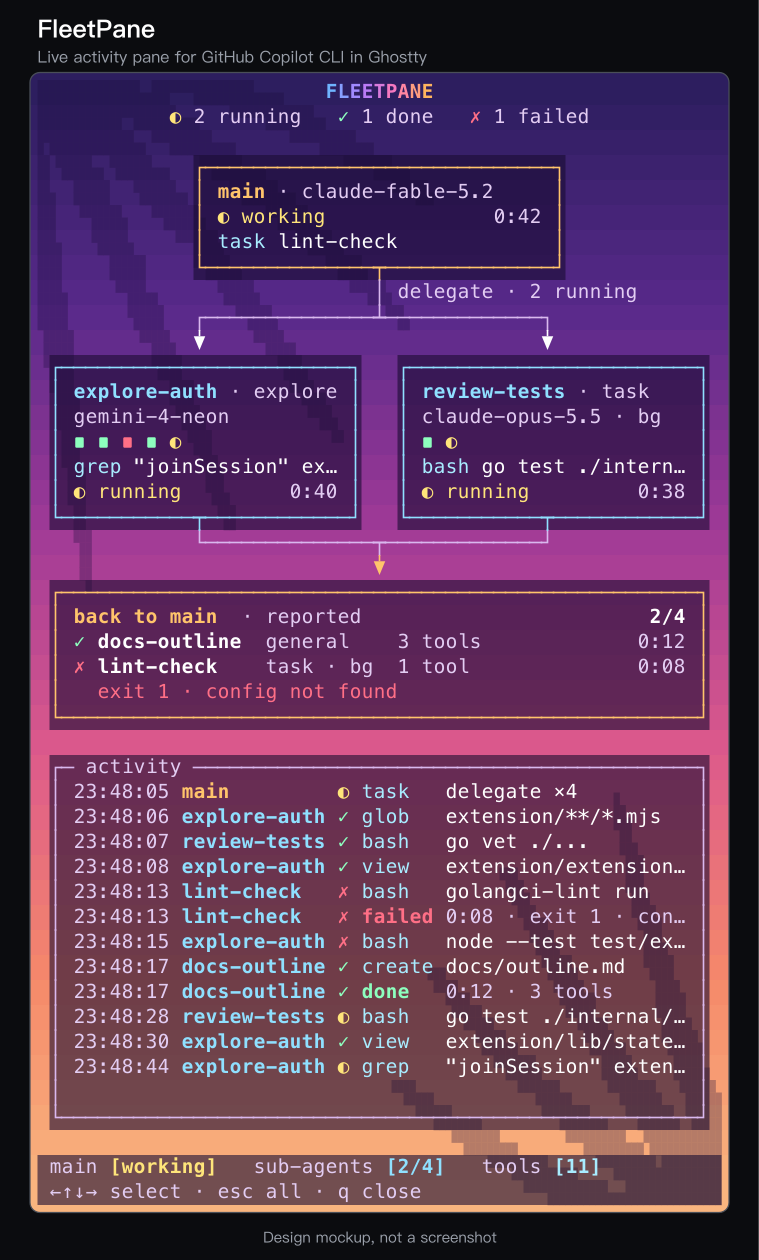 FleetPane
Live activity pane for GitHub Copilot CLI in Ghostty
FLEETPANE
◐ 2 running ✓ 1 done ✗ 1 failed
main · claude-fable-5.2
◐ working 0:42
task lint-check
delegate · 2 running
explore-auth · explore
gemini-4-neon
■ ■ ■ ■ ◐
grep "joinSession" ex…
◐ running 0:40
review-tests · task
claude-opus-5.5 · bg
■ ◐
bash go test ./intern…
◐ running 0:38
back to main · reported 2/4
✓ docs-outline general 3 tools 0:12
✗ lint-check task · bg 1 tool 0:08
exit 1 · config not found
activity
23:48:05 main ◐ task delegate ×4
23:48:06 explore-auth ✓ glob extension/**/*.mjs
23:48:07 review-tests ✓ bash go vet ./...
23:48:08 explore-auth ✓ view extension/extension…
23:48:13 lint-check ✗ bash golangci-lint run
23:48:13 lint-check ✗ failed 0:08 · exit 1 · con…
23:48:15 explore-auth ✗ bash node --test test/ex…
23:48:17 docs-outline ✓ create docs/outline.md
23:48:17 docs-outline ✓ done 0:12 · 3 tools
23:48:28 review-tests ◐ bash go test ./internal/…
23:48:30 explore-auth ✓ view extension/lib/state…
23:48:44 explore-auth ◐ grep "joinSession" exten…
main [working] sub-agents [2/4] tools [11]
←↑↓→ select · esc all · q close
Design mockup, not a screenshot